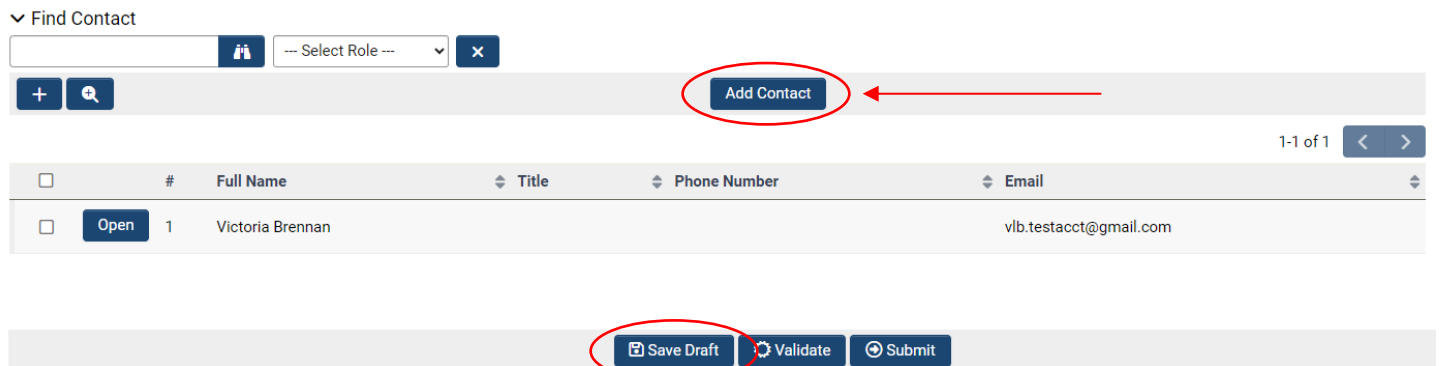 Find Contact
--- Select Role ---
Add Contact
1-1 of 1
# Full Name Title Phone Number Email
Open 1 Victoria Brennan vlb.testacct@gmail.com
Save Draft Validate Submit